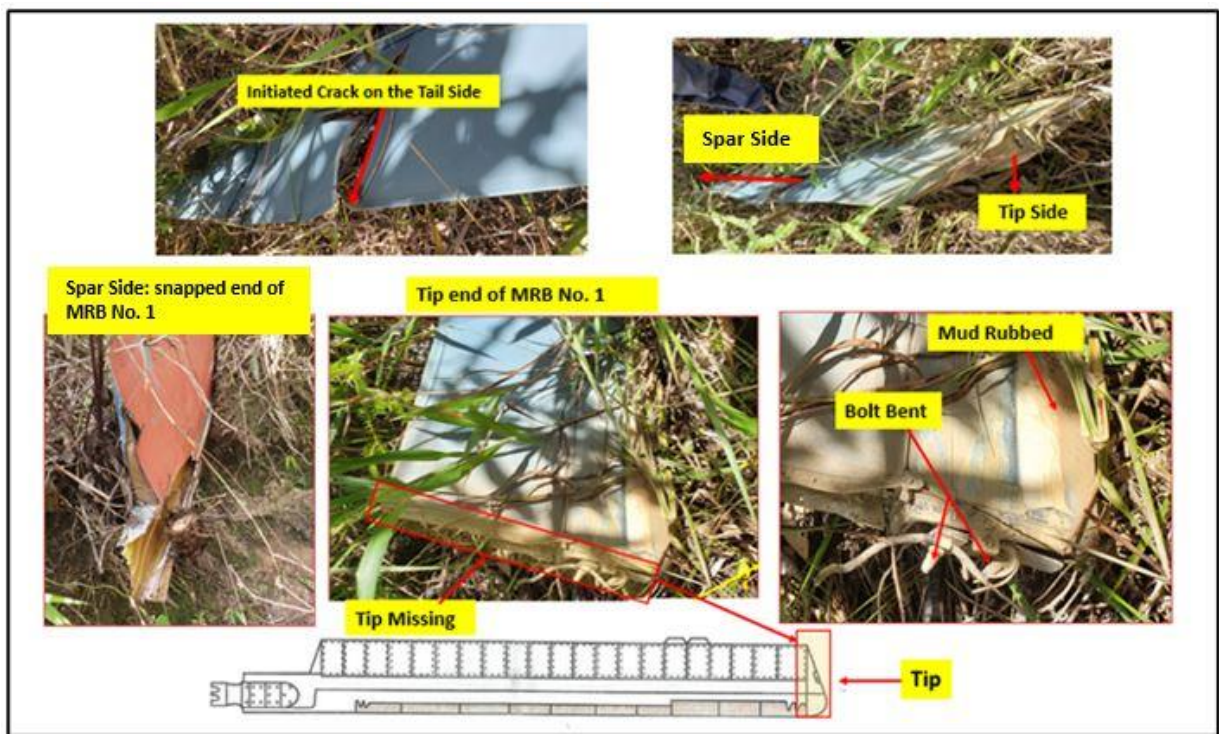 Initiated Crack on the Tail Side
Spar Side
Tip Side
Spar Side: snapped end of
MRB No. 1
Tip end of MRB No. 1
Mud Rubbed
Bolt Bent
Tip Missing
Tip